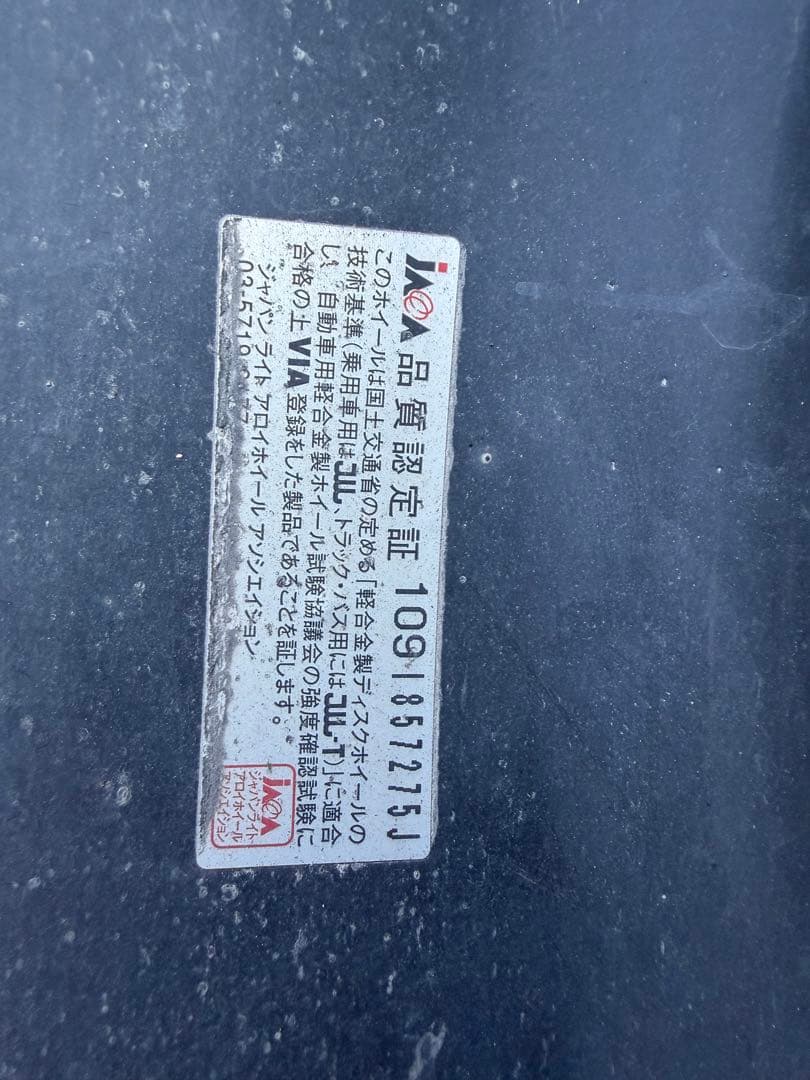 JAWA 品質認定証 109 1857275J
このホイールは国土交通省の定める「軽合金製ディスクホイールの
技術基準(乗用車用はJWL、トラック・バス用にはJWL-T)」に適合
し、自動車用軽合金製ホイール試験協議会の強度確認試験に
合格の上VIA登録をした製品であることを証します。
ジャパン ライト アロイホイール アソシエイション
03-5719
JAWA
ジャパンライト
アロイホイール
アソシエイション